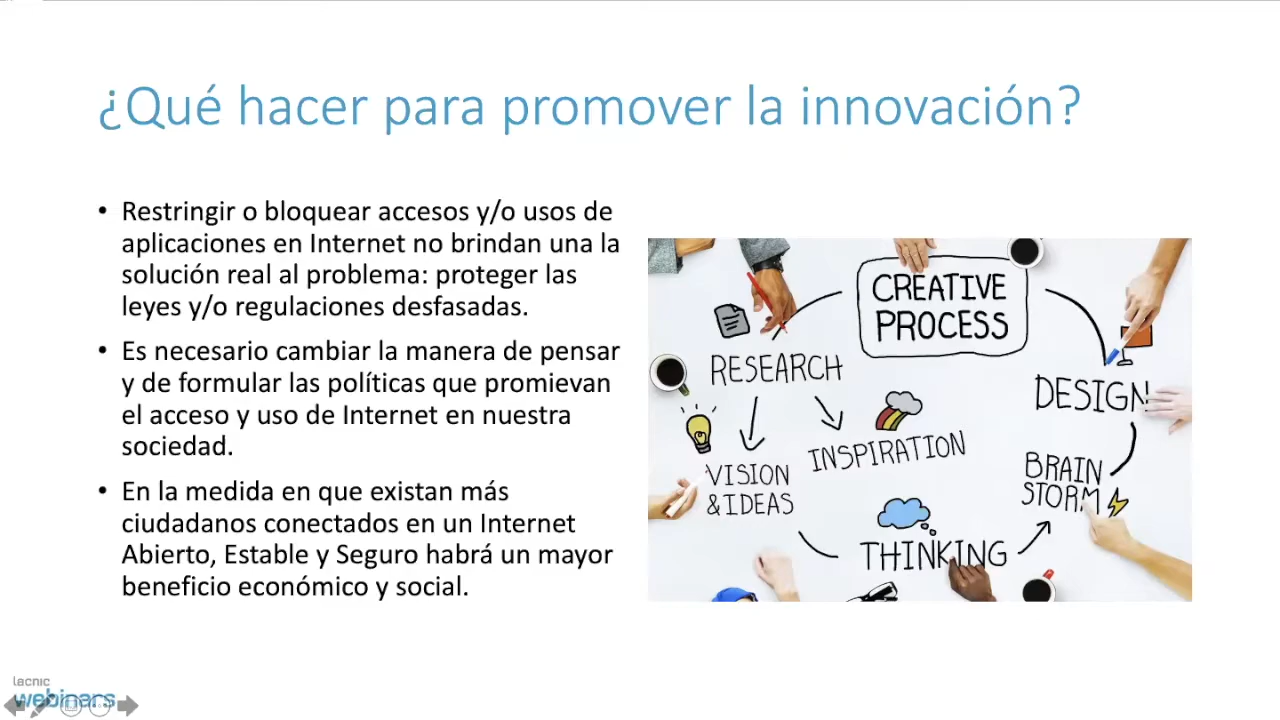 ¿Qué hacer para promover la innovación?
• Restringir o bloquear accesos y/o usos de
aplicaciones en Internet no brindan una la
solución real al problema: proteger las
leyes y/o regulaciones desfasadas.
• Es necesario cambiar la manera de pensar
y de formular las políticas que promievan
el acceso y uso de Internet en nuestra
sociedad.
• En la medida en que existan más
ciudadanos conectados en un Internet
Abierto, Estable y Seguro habrá un mayor
beneficio económico y social.
CREATIVE
PROCESS
RESEARCH
DESIGN
INSPIRATION
VISION
&IDEAS
BRAIN
STORM
THINKING
lacnic
webinars